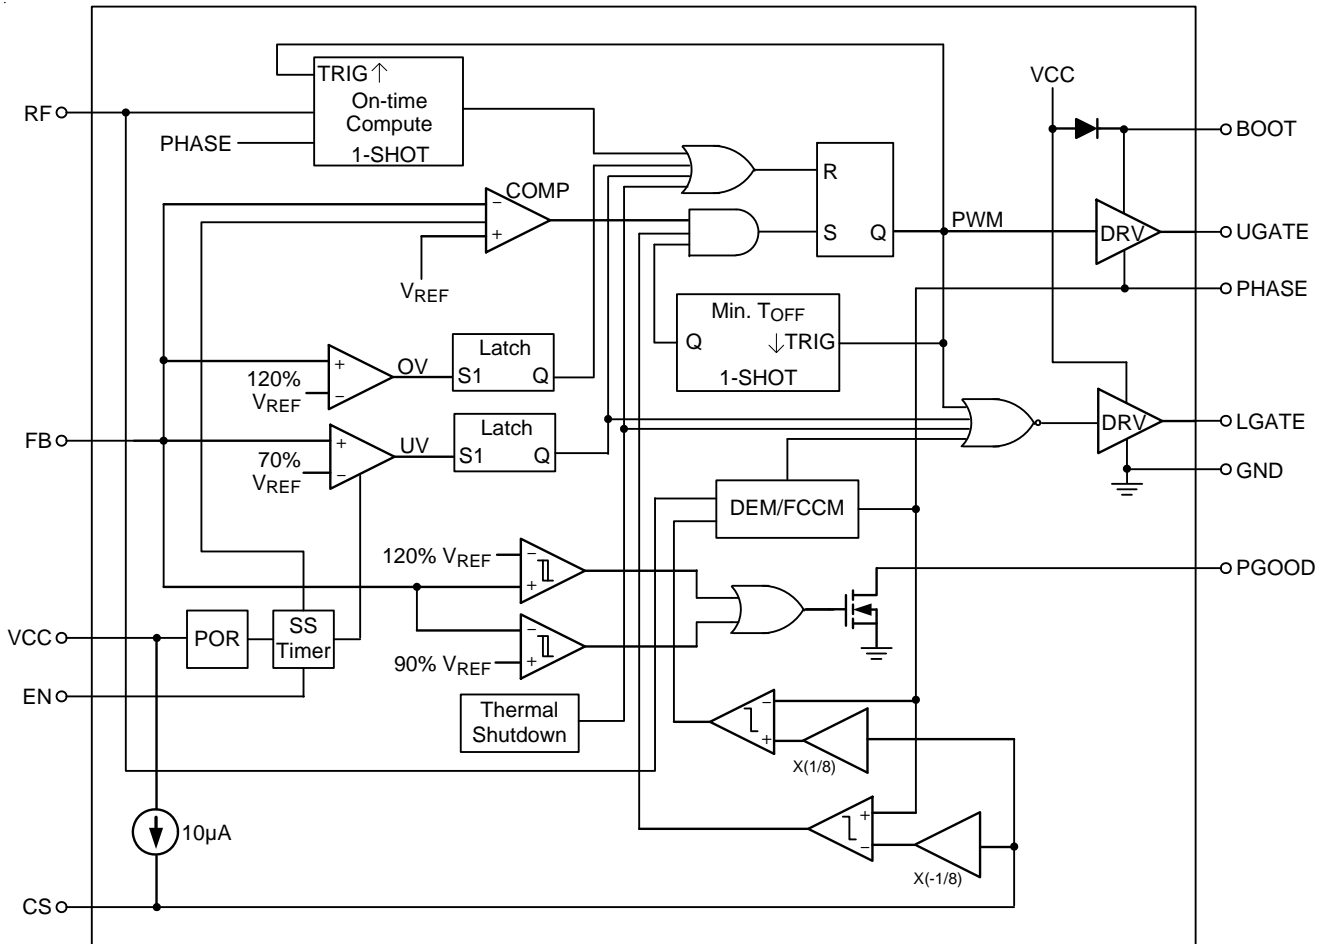 TRIG↑
On-time
Compute
1-SHOT
RF
PHASE
VCC
BOOT
COMP
R
S
Q
PWM
DRV
UGATE
PHASE
VREF
Min. TOFF
Q
↓TRIG
1-SHOT
Latch
S1
Q
OV
120%
VREF
FB
UV
Latch
S1
Q
70%
VREF
DRV
LGATE
GND
DEM/FCCM
120% VREF
PGOOD
VCC
POR
SS
Timer
90% VREF
EN
Thermal
Shutdown
X(1/8)
10µA
X(-1/8)
CS